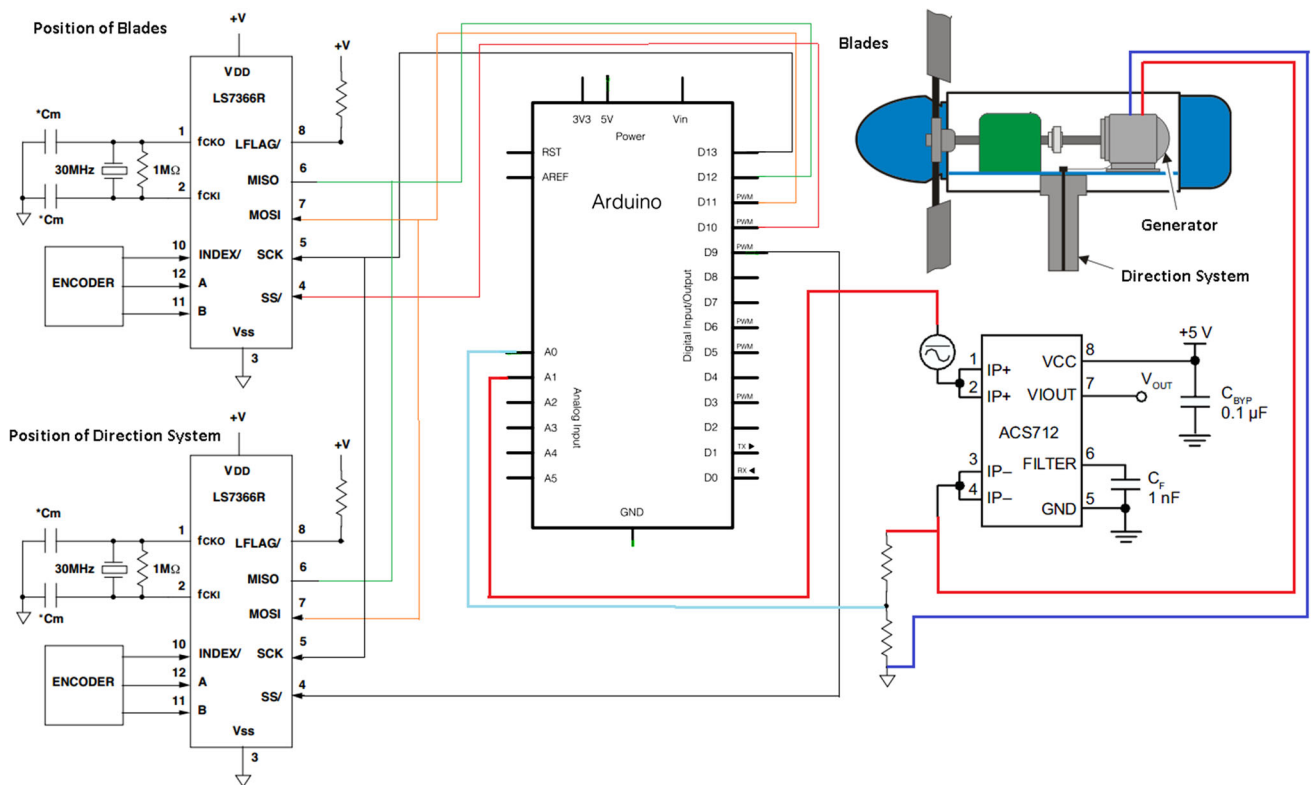 Position of Blades
+V
VDD
LS7366R
+V
*Cm
1
fCKO
LFLAG/
8
30MHz
1MΩ
MISO
6
2
fCKI
MOSI
7
*Cm
10
INDEX/
SCK
5
ENCODER
12
A
SS/
4
11
B
Vss
3
Position of Direction System
+V
VDD
LS7366R
+V
*Cm
1
fCKO
LFLAG/
8
30MHz
1MΩ
MISO
6
2
fCKI
MOSI
7
*Cm
10
INDEX/
SCK
5
ENCODER
12
A
SS/
4
11
B
Vss
3
3V3
5V
Vin
Power
RST
AREF
Arduino
D13
D12
PWM D11
PWM D10
PWM D9
D8
D7
PWM D6
PWM D5
D4
PWM D3
D2
TX ► D1
RX ◄ D0
Digital Input/Output
A0
A1
A2
A3
A4
A5
Analog Input
GND
Blades
Generator
Direction System
+5 V
1
IP+
VCC
8
2
IP+
VIOUT
7
VOUT
CBYP
0.1 µF
ACS712
3
IP–
FILTER
6
4
IP–
CF
1 nF
GND
5